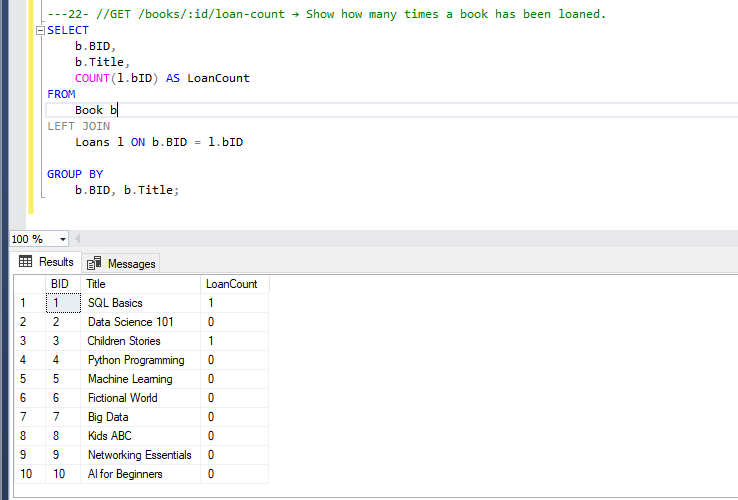 ---22- //GET /books/:id/loan-count → Show how many times a book has been loaned.
SELECT
b.BID,
b.Title,
COUNT(l.bID) AS LoanCount
FROM
Book b
LEFT JOIN
Loans l ON b.BID = l.bID
GROUP BY
b.BID, b.Title;
100 %
Results Messages
BID Title LoanCount
1 1 SQL Basics 1
2 2 Data Science 101 0
3 3 Children Stories 1
4 4 Python Programming 0
5 5 Machine Learning 0
6 6 Fictional World 0
7 7 Big Data 0
8 8 Kids ABC 0
9 9 Networking Essentials 0
10 10 AI for Beginners 0